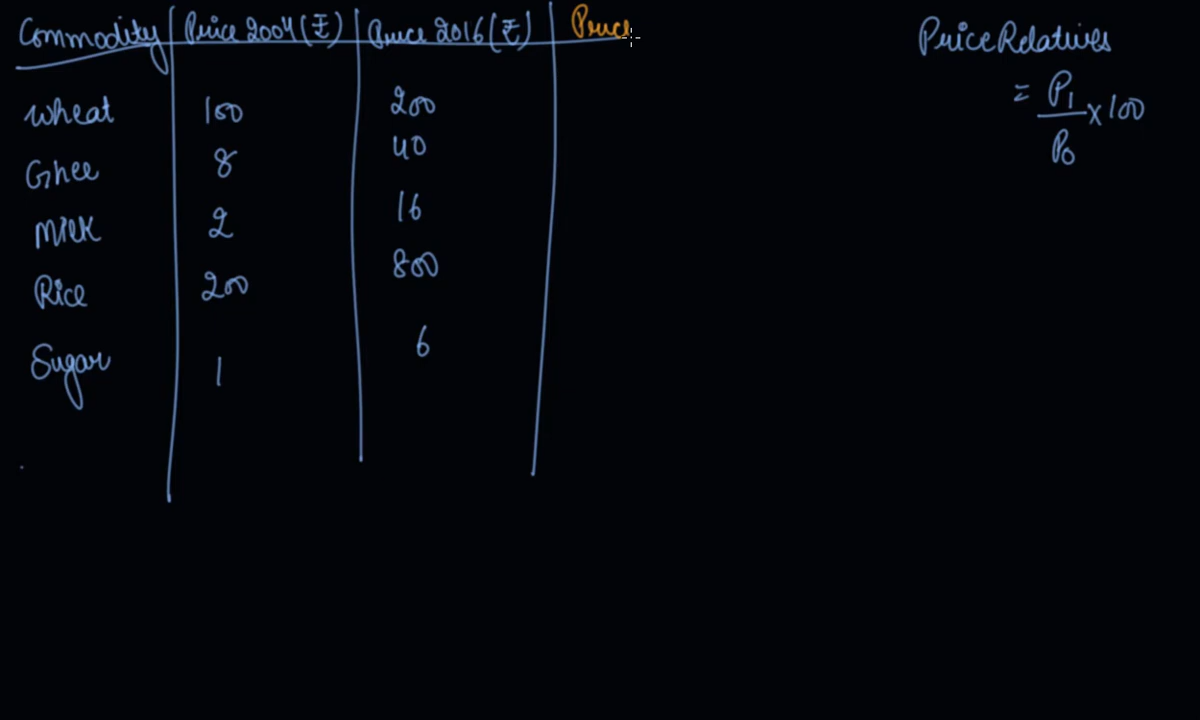 Commodity Price 2004 (₹) Price 2016 (₹) Price
Wheat 100 200
Ghee 8 40
Milk 2 16
Rice 200 800
Sugar 1 6
Price Relatives
= P1
P0 × 100